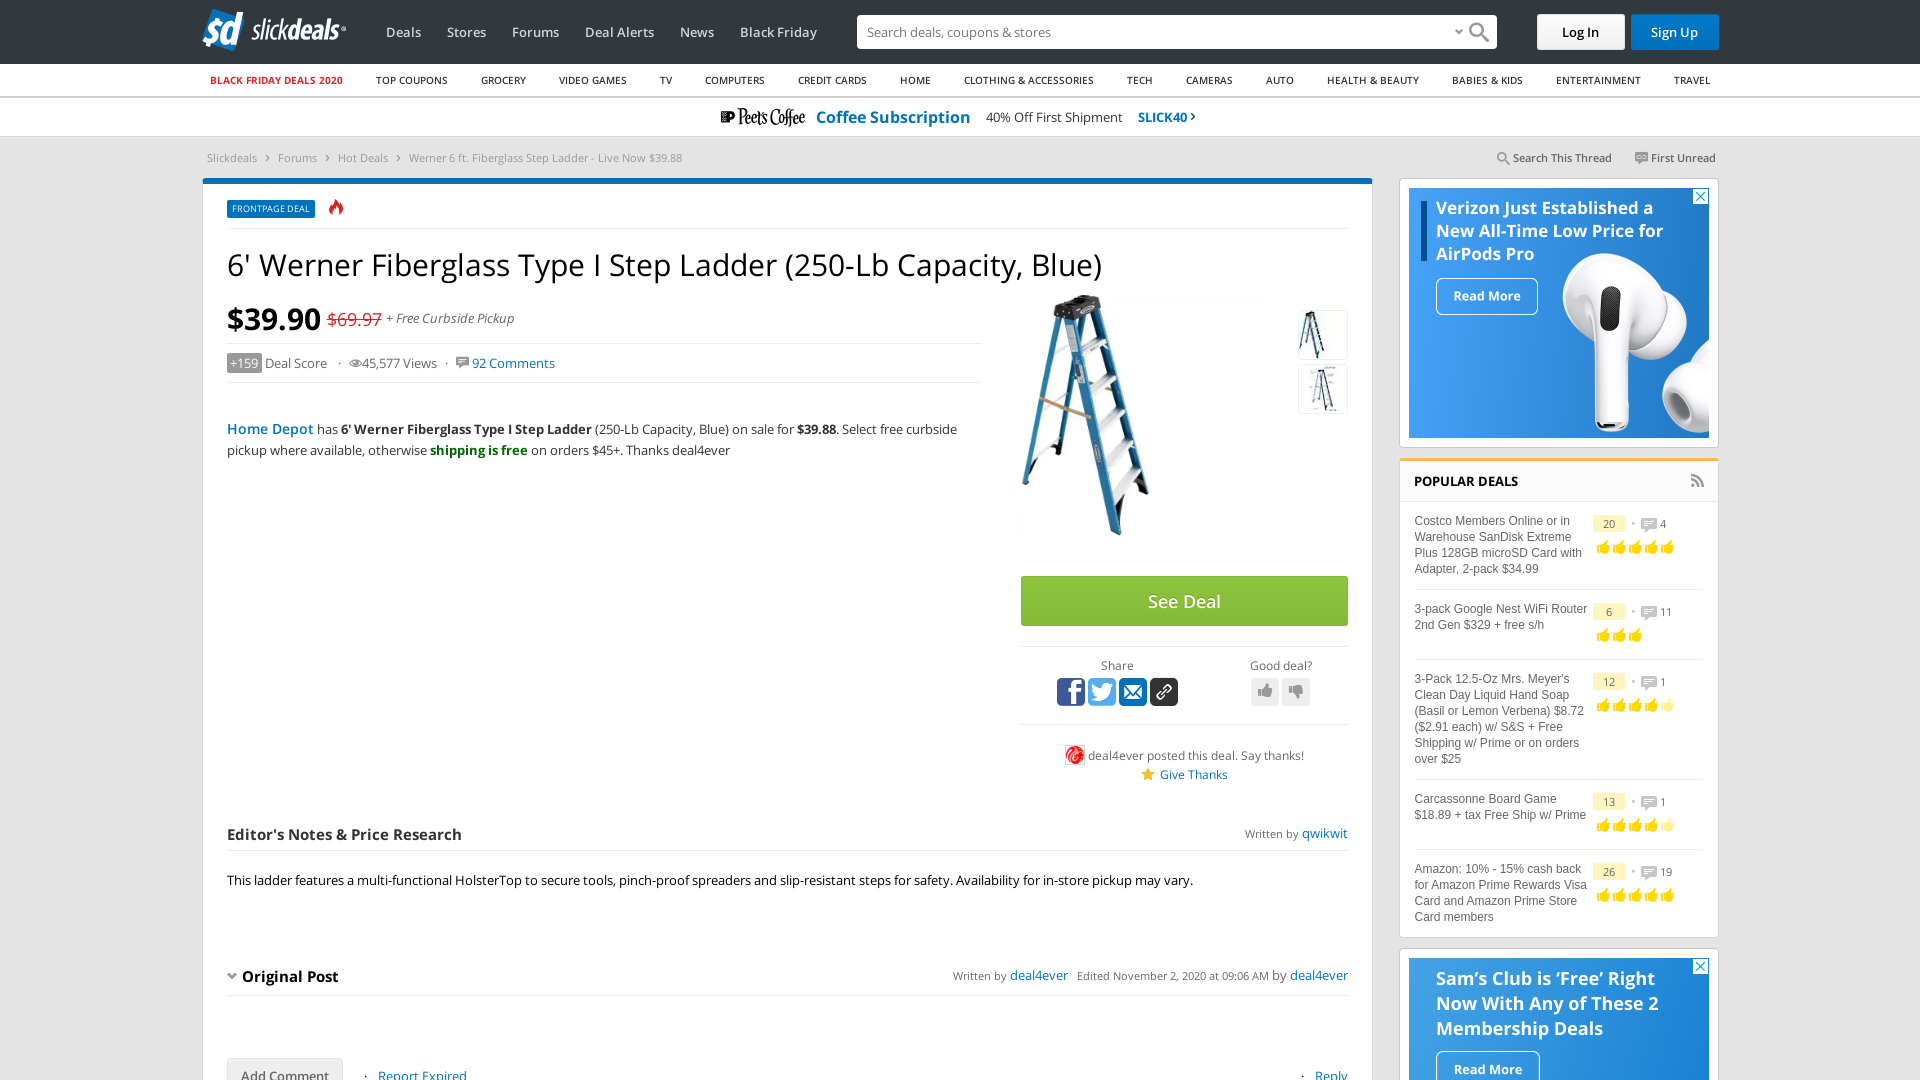 sd slickdeals
Deals Stores Forums Deal Alerts News Black Friday
Search deals, coupons & stores
Log In Sign Up
BLACK FRIDAY DEALS 2020 TOP COUPONS GROCERY VIDEO GAMES TV COMPUTERS CREDIT CARDS HOME CLOTHING & ACCESSORIES TECH CAMERAS AUTO HEALTH & BEAUTY BABIES & KIDS ENTERTAINMENT TRAVEL
Peet's Coffee Coffee Subscription 40% Off First Shipment SLICK40
Slickdeals Forums Hot Deals Werner 6 ft. Fiberglass Step Ladder - Live Now $39.88
Search This Thread First Unread
FRONTPAGE DEAL
6' Werner Fiberglass Type I Step Ladder (250-Lb Capacity, Blue)
$39.90 $69.97 + Free Curbside Pickup
+159 Deal Score · 45,577 Views · 92 Comments
Home Depot has 6' Werner Fiberglass Type I Step Ladder (250-Lb Capacity, Blue) on sale for $39.88. Select free curbside
pickup where available, otherwise shipping is free on orders $45+. Thanks deal4ever
See Deal
Share
Good deal?
deal4ever posted this deal. Say thanks!
Give Thanks
Editor's Notes & Price Research
Written by qwikwit
This ladder features a multi-functional HolsterTop to secure tools, pinch-proof spreaders and slip-resistant steps for safety. Availability for in-store pickup may vary.
Original Post
Written by deal4ever Edited November 2, 2020 at 09:06 AM by deal4ever
Add Comment · Report Expired
· Reply
Verizon Just Established a
New All-Time Low Price for
AirPods Pro
Read More
POPULAR DEALS
Costco Members Online or in
Warehouse SanDisk Extreme
Plus 128GB microSD Card with
Adapter, 2-pack $34.99
20 • 4
3-pack Google Nest WiFi Router
2nd Gen $329 + free s/h
6 • 11
3-Pack 12.5-Oz Mrs. Meyer's
Clean Day Liquid Hand Soap
(Basil or Lemon Verbena) $8.72
($2.91 each) w/ S&S + Free
Shipping w/ Prime or on orders
over $25
12 • 1
Carcassonne Board Game
$18.89 + tax Free Ship w/ Prime
13 • 1
Amazon: 10% - 15% cash back
for Amazon Prime Rewards Visa
Card and Amazon Prime Store
Card members
26 • 19
Sam's Club is 'Free' Right
Now With Any of These 2
Membership Deals
Read More